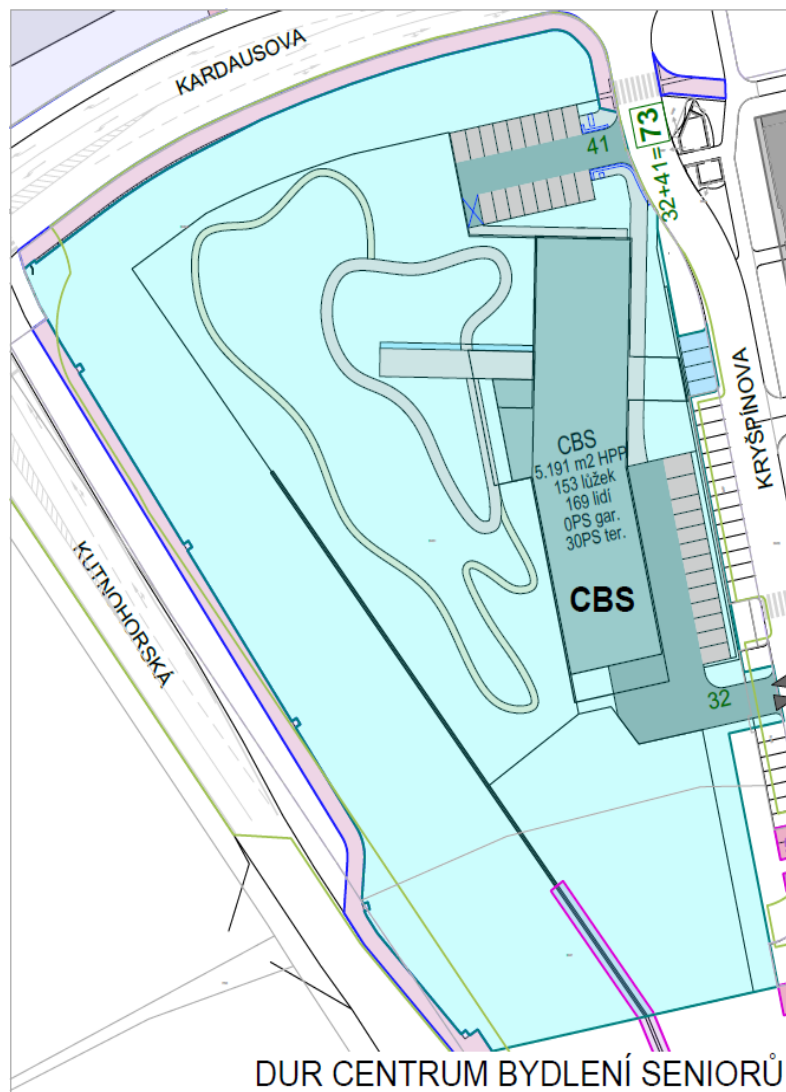 KARDAUSOVA
41
32+41= 73
CBS
5.191 m2 HPP
153 lůžek
169 lidí
0PS gar.
30PS ter.
CBS
KRYŠPÍNOVA
KUTNOHORSKÁ
32
DUR CENTRUM BYDLENÍ SENIORŮ